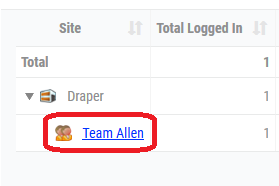 Site Total Logged In
Total 1
Draper 1
Team Allen 1